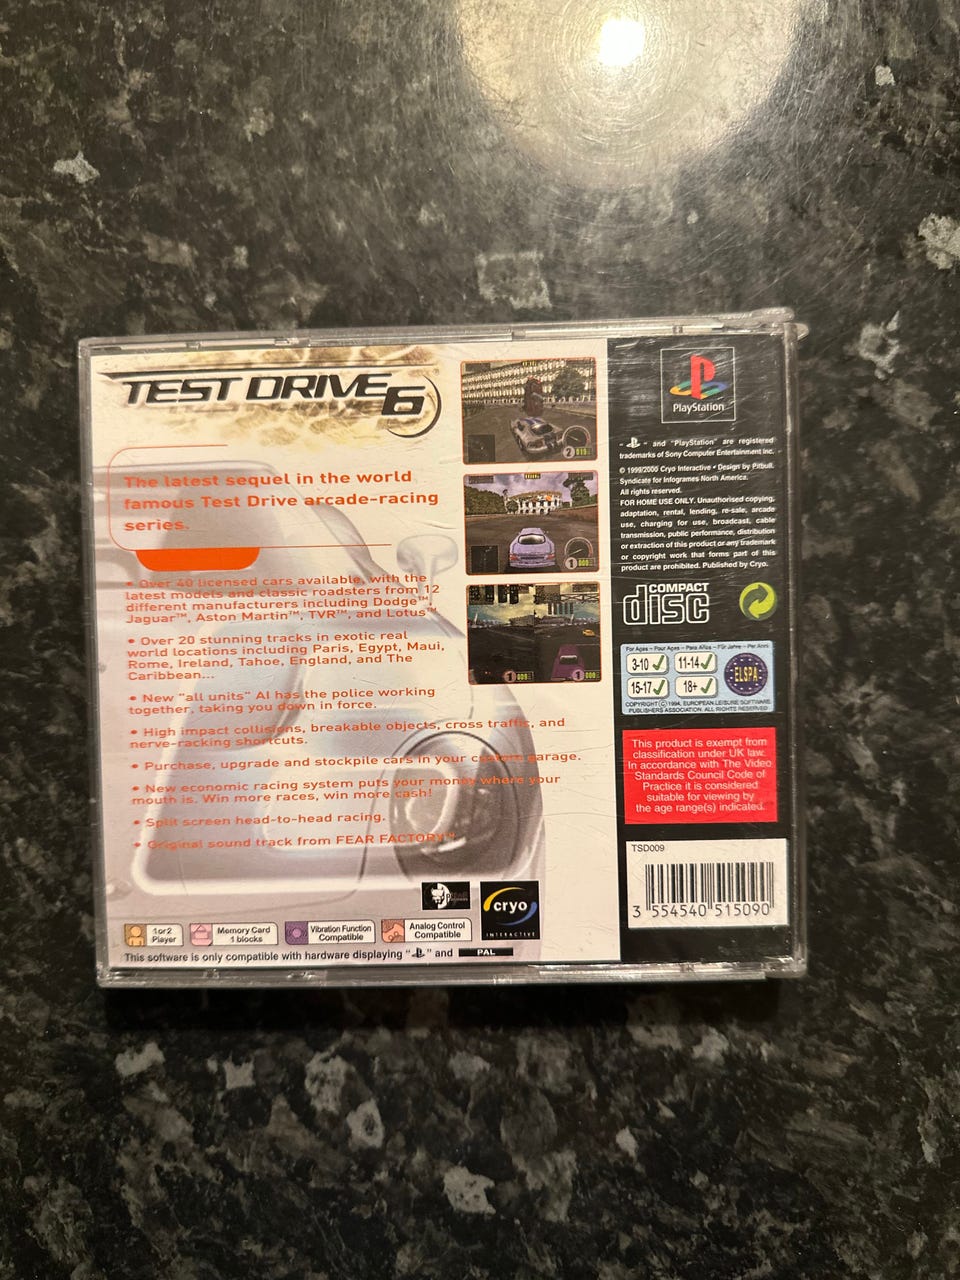 TEST DRIVE 6
The latest sequel in the world
famous Test Drive arcade-racing
series.
• Over 40 licensed cars available, with the
latest models and classic roadsters from 12
different manufacturers including Dodge™,
Jaguar™, Aston Martin™, TVR™, and Lotus™
• Over 20 stunning tracks in exotic real
world locations including Paris, Egypt, Maui,
Rome, Ireland, Tahoe, England, and The
Caribbean...
• New "all units" AI has the police working
together, taking you down in force.
• High impact collisions, breakable objects, cross traffic, and
nerve-racking shortcuts.
• Purchase, upgrade and stockpile cars in your custom garage.
• New economic racing system puts your money where your
mouth is. Win more races, win more cash!
• Split screen head-to-head racing.
• Original sound track from FEAR FACTORY™
cryo
INTERACTIVE
1 or 2
Player
Memory Card
1 blocks
Vibration Function
Compatible
Analog Control
Compatible
This software is only compatible with hardware displaying " " and PAL
PlayStation
" " and "PlayStation" are registered
trademarks of Sony Computer Entertainment Inc.
© 1999/2000 Cryo Interactive • Design by Pitbull.
Syndicate for Infogrames North America.
All rights reserved.
FOR HOME USE ONLY. Unauthorised copying,
adaptation, rental, lending, re-sale, arcade
use, charging for use, broadcast, cable
transmission, public performance, distribution
or extraction of this product or any trademark
or copyright work that forms part of this
product are prohibited. Published by Cryo.
COMPACT
disc
For Ages - Pour Ages - Para Años - Für Jahre - Per Anni
3-10 ✓ 11-14 ✓
15-17 ✓ 18+ ✓
ELSPA
COPYRIGHT © 1994, EUROPEAN LEISURE SOFTWARE
PUBLISHERS ASSOCIATION. ALL RIGHTS RESERVED
This product is exempt from
classification under UK law.
In accordance with The Video
Standards Council Code of
Practice it is considered
suitable for viewing by
the age range(s) indicated.
TSD009
3 554540 515090